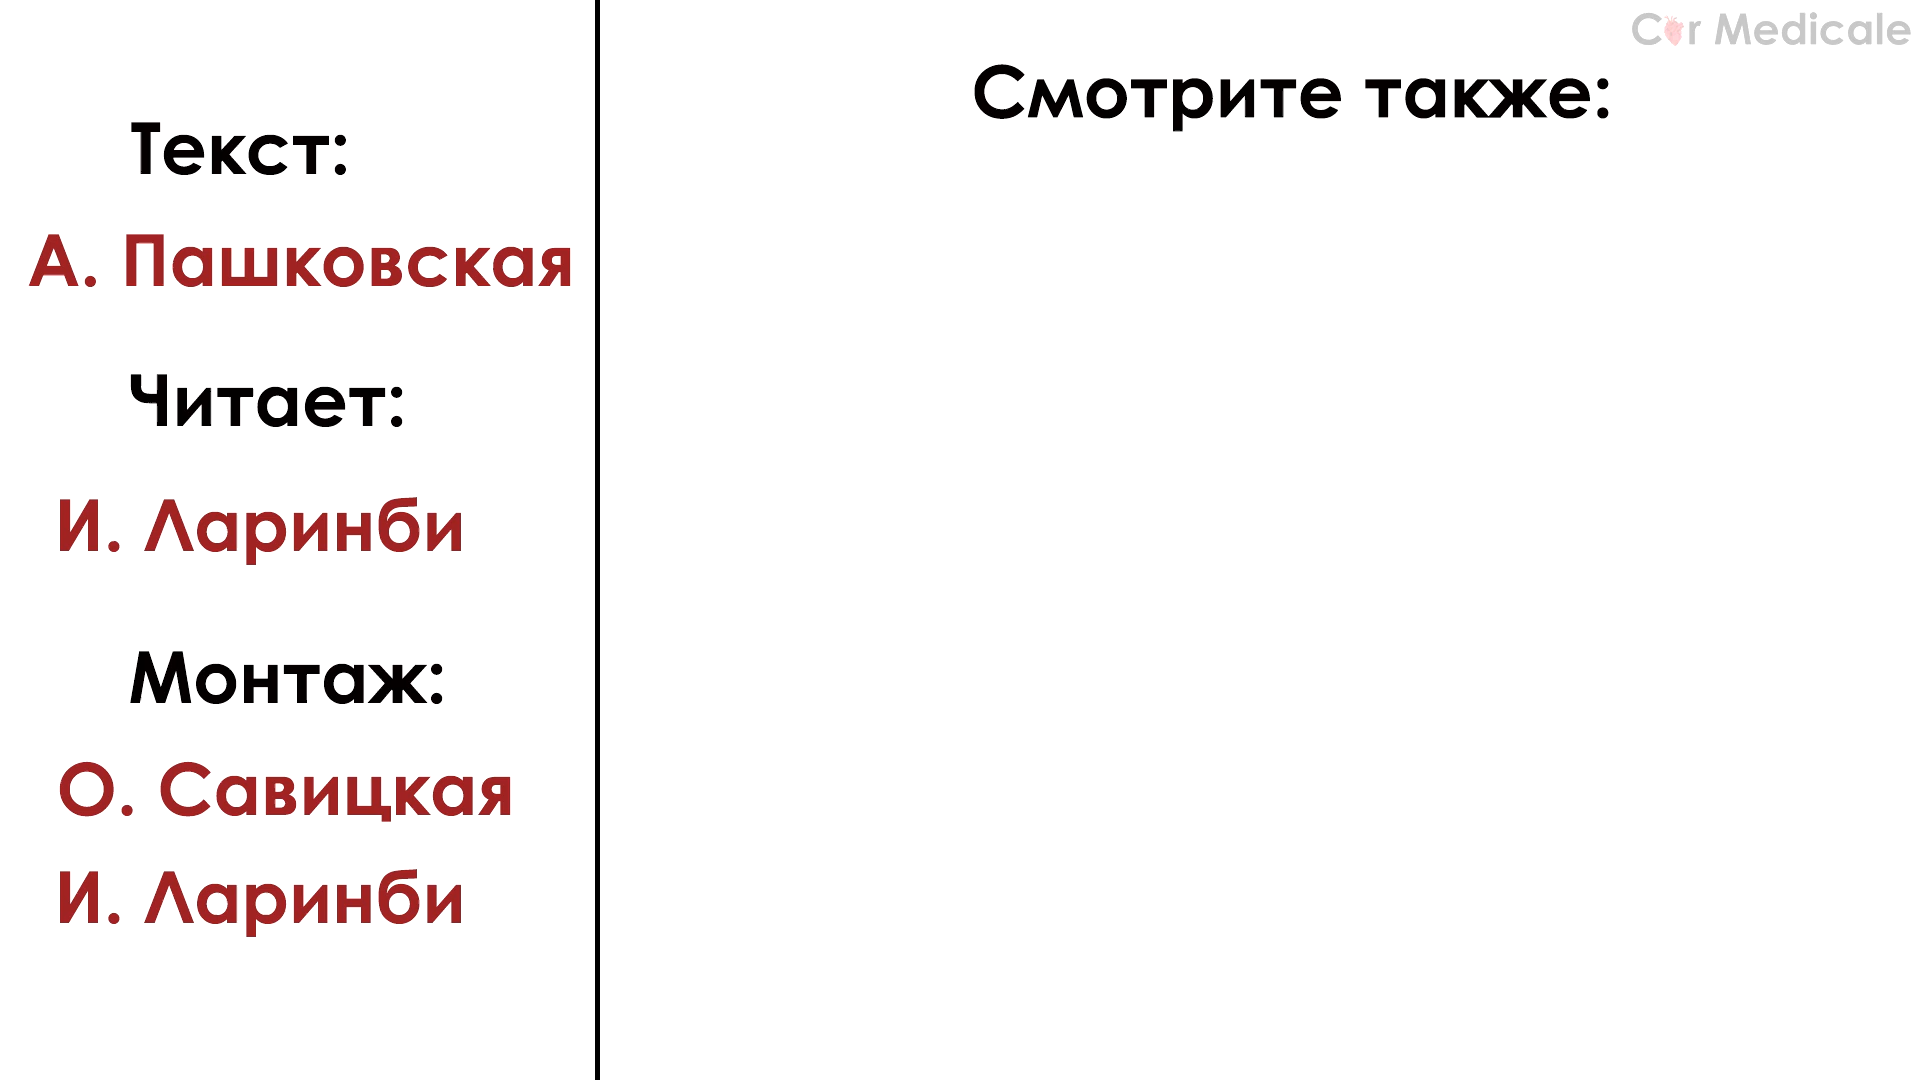 Текст:
А. Пашковская
Читает:
И. Ларинби
Монтаж:
О. Савицкая
И. Ларинби
Cor Medicale
Смотрите также: